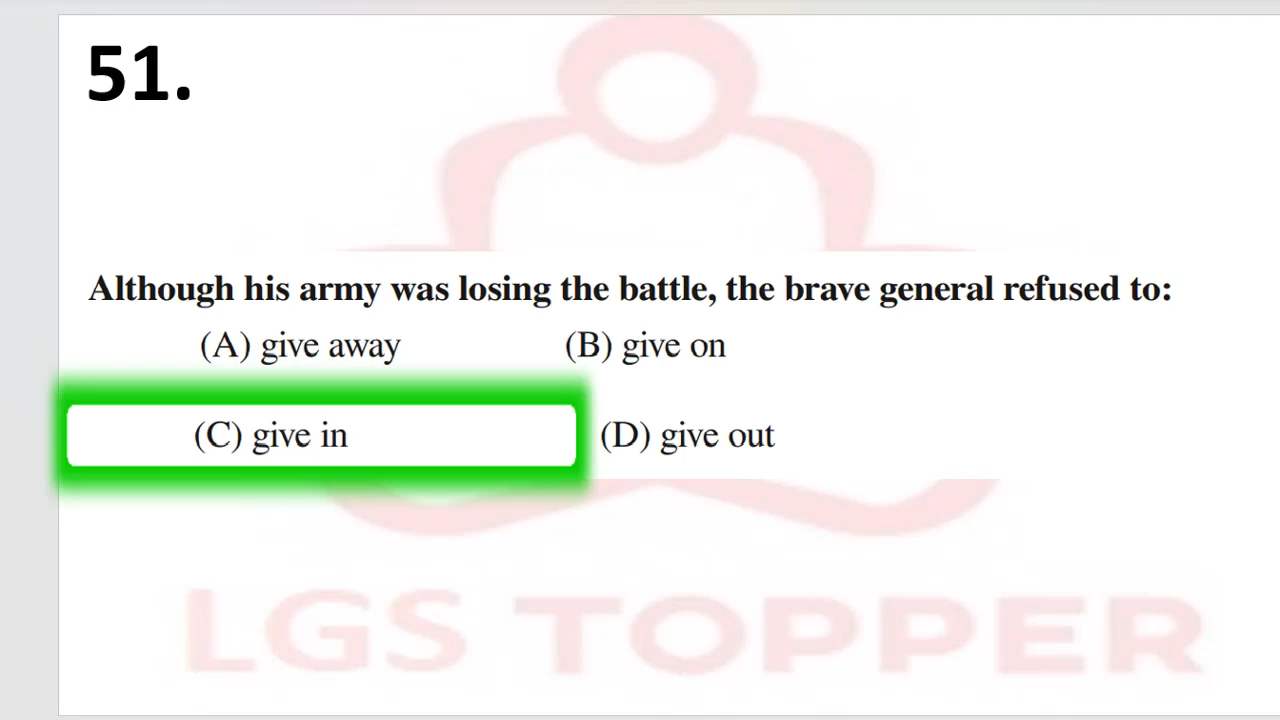 51.
Although his army was losing the battle, the brave general refused to:
(A) give away (B) give on
(C) give in (D) give out
LGS TOPPER